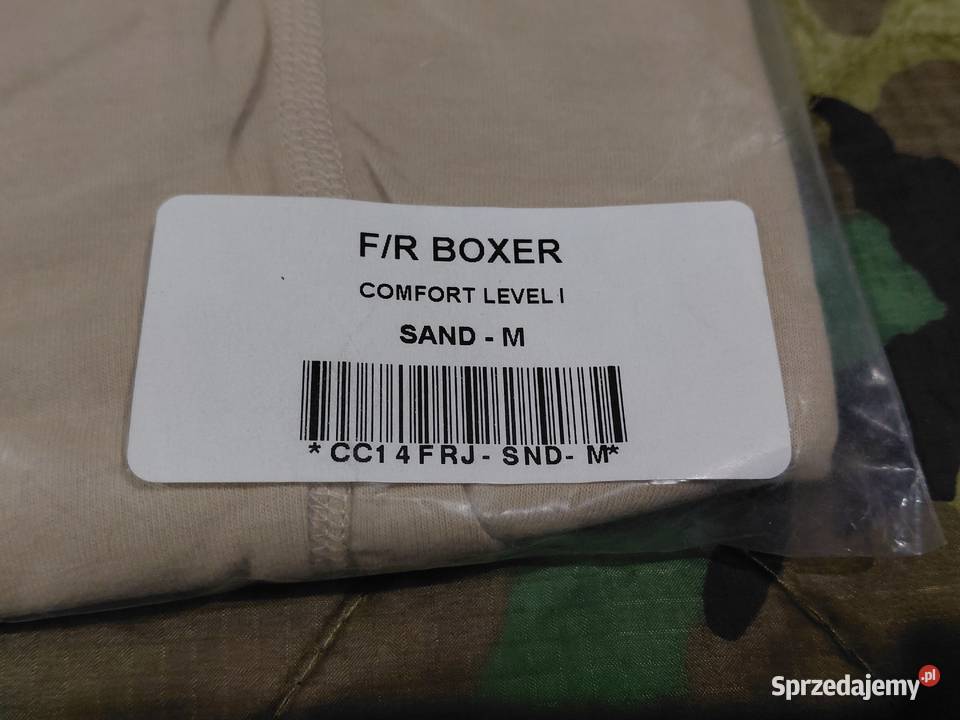 F/R BOXER
COMFORT LEVEL I
SAND - M
*CC14FRJ-SND-M*
Sprzedajemy.pl